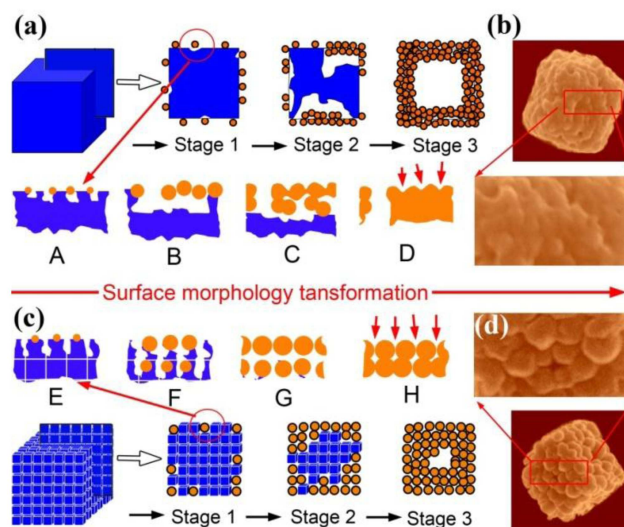 (a)
(b)
Stage 1
Stage 2
Stage 3
A
B
C
D
Surface morphology tansformation
(c)
(d)
E
F
G
H
Stage 1
Stage 2
Stage 3